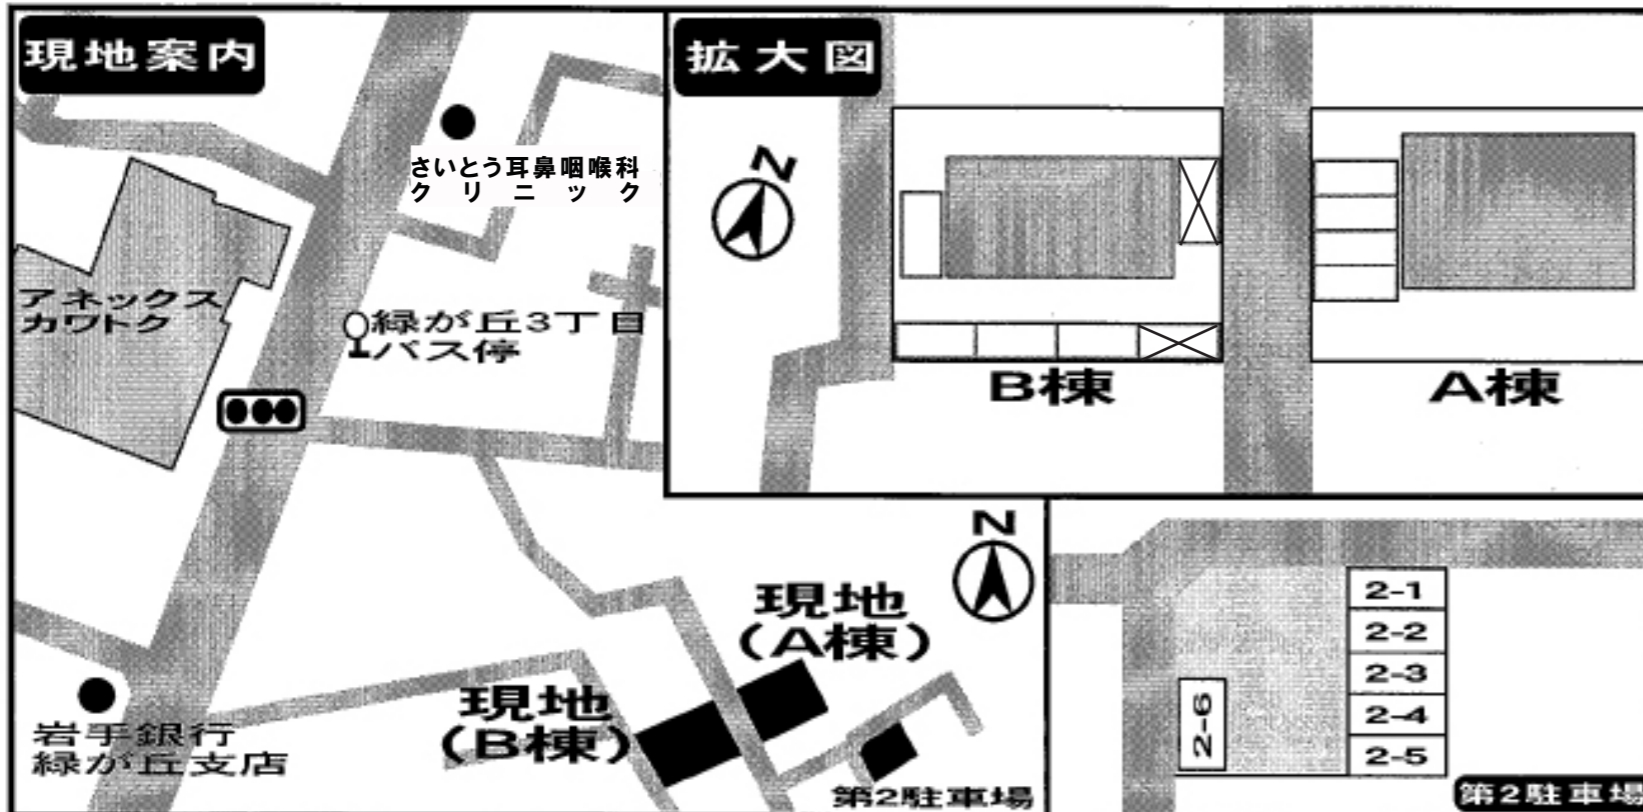 現地案内
さいとう耳鼻咽喉科
クリニック
アネックス
カワトク
緑が丘3丁目
バス停
岩手銀行
緑が丘支店
N
現地
(A棟)
現地
(B棟)
第2駐車場
拡大図
N
B棟
A棟
2-1
2-2
2-3
2-4
2-5
2-6
第2駐車場